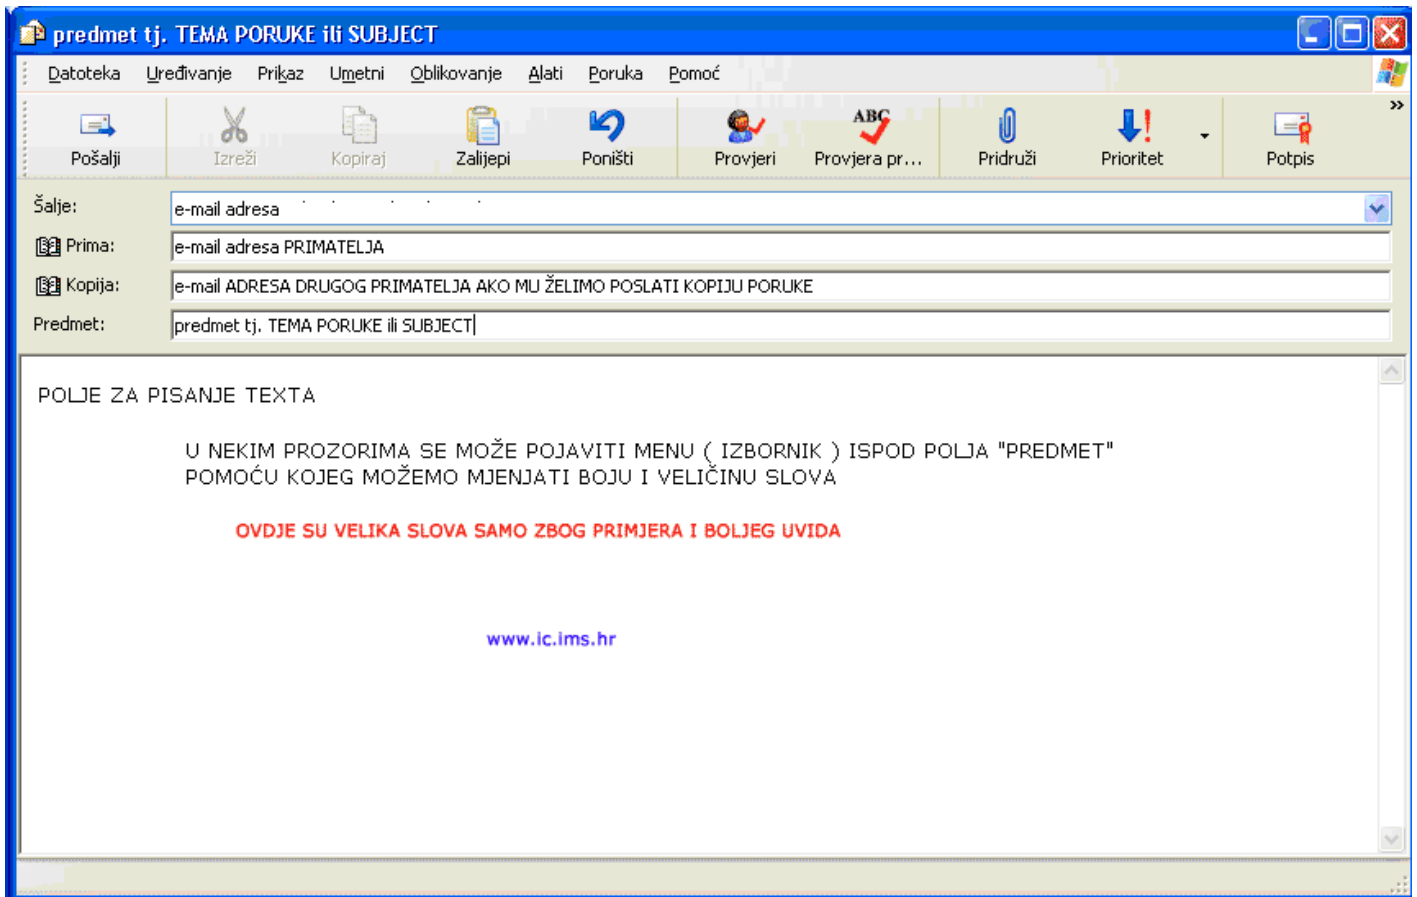 predmet tj. TEMA PORUKE ili SUBJECT
Datoteka Uređivanje Prikaz Umetni Oblikovanje Alati Poruka Pomoć
Pošalji Izreži Kopiraj Zalijepi Poništi Provjeri ABC Provjera pr... Pridruži Prioritet Potpis
Šalje: e-mail adresa
Prima: e-mail adresa PRIMATELJA
Kopija: e-mail ADRESA DRUGOG PRIMATELJA AKO MU ŽELIMO POSLATI KOPIJU PORUKE
Predmet: predmet tj. TEMA PORUKE ili SUBJECT
POLJE ZA PISANJE TEXTA
U NEKIM PROZORIMA SE MOŽE POJAVITI MENU ( IZBORNIK ) ISPOD POLJA "PREDMET"
POMOĆU KOJEG MOŽEMO MJENJATI BOJU I VELIČINU SLOVA
OVDJE SU VELIKA SLOVA SAMO ZBOG PRIMJERA I BOLJEG UVIDA
www.ic.ims.hr